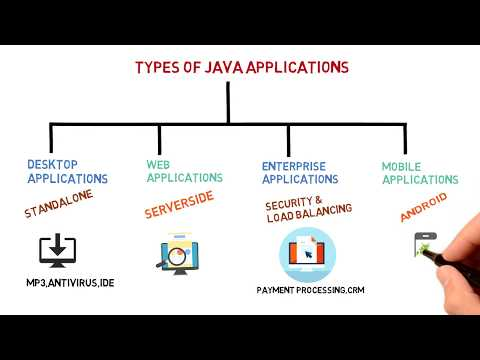 TYPES OF JAVA APPLICATIONS
DESKTOP
APPLICATIONS
STANDALONE
MP3,ANTIVIRUS,IDE
WEB
APPLICATIONS
SERVERSIDE
ENTERPRISE
APPLICATIONS
SECURITY &
LOAD BALANCING
PAYMENT PROCESSING,CRM
MOBILE
APPLICATIONS
ANDROID